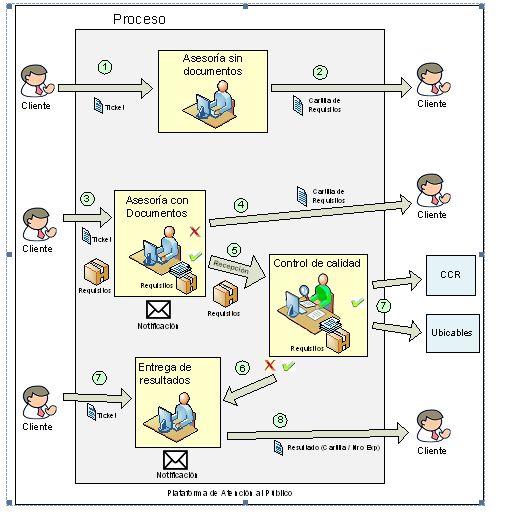 Proceso
Asesoría sin
documentos
1
2
Cliente
Ticket
Cartilla de
Requisitos
Cliente
3
Asesoría con
Documentos
4
Cartilla de
Requisitos
Cliente
Cliente
Ticket
5
Recepción
Control de calidad
CCR
Requisitos
Requisitos
Requisitos
7
Ubicables
Notificación
Requisitos
Entrega de
resultados
6
7
Cliente
Ticket
8
Resultado (Cartilla / Nro Exp)
Cliente
Notificación
Plataforma de Atención al Público